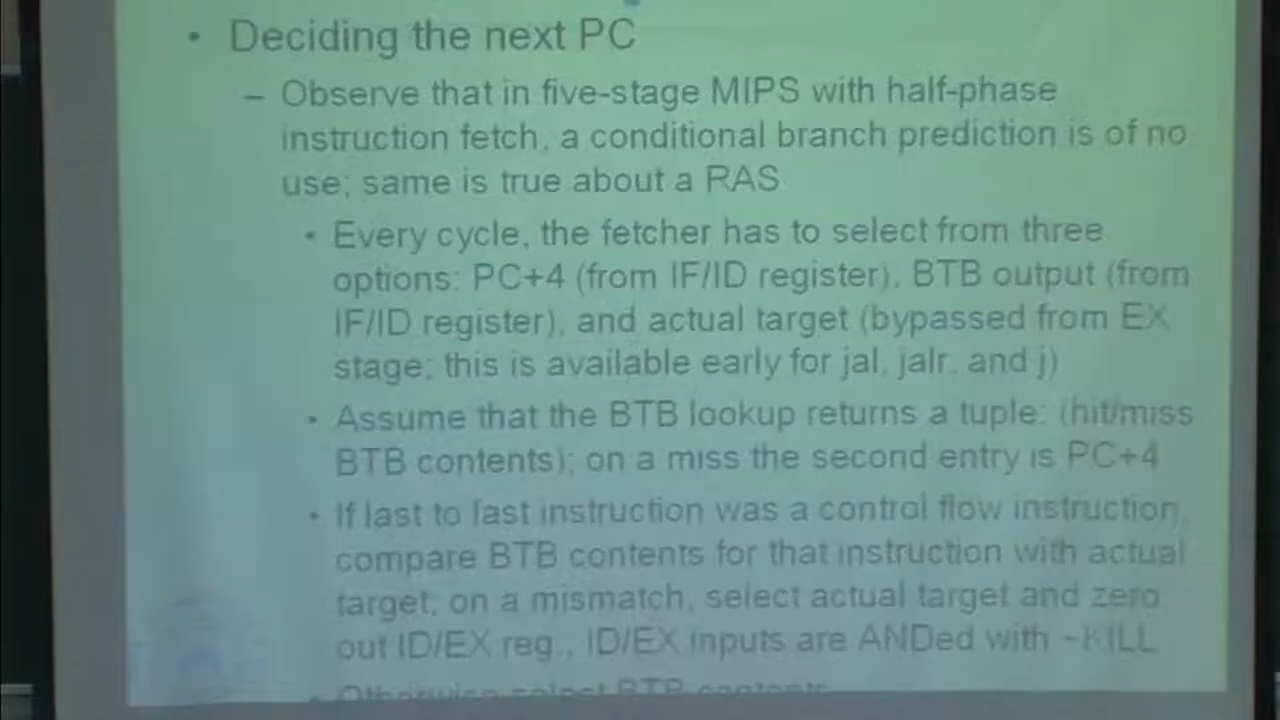 • Deciding the next PC
– Observe that in five-stage MIPS with half-phase
instruction fetch, a conditional branch prediction is of no
use; same is true about a RAS
• Every cycle, the fetcher has to select from three
options: PC+4 (from IF/ID register), BTB output (from
IF/ID register), and actual target (bypassed from EX
stage; this is available early for jal, jalr, and j)
• Assume that the BTB lookup returns a tuple: (hit/miss
BTB contents); on a miss the second entry is PC+4
• If last to last instruction was a control flow instruction,
compare BTB contents for that instruction with actual
target; on a mismatch, select actual target and zero
out ID/EX reg., ID/EX inputs are ANDed with ~KILL
• Otherwise select BTB contents